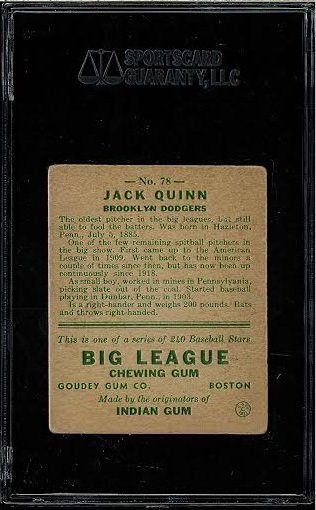 SPORTSCARD
GUARANTY, LLC
— No. 78 —
JACK QUINN
BROOKLYN DODGERS
The oldest pitcher in the big leagues, but still
able to fool the batters. Was born in Hazleton,
Penn., July 5, 1885.
One of the few remaining spitball pitchers in
the big show. First came up to the American
League in 1909. Went back to the minors a
couple of times since then, but has now been up
continuously since 1918.
As small boy, worked in mines in Pennsylvania,
picking slate out of the coal. Started baseball
playing in Dunbar, Penn., in 1903.
Is a right-hander and weighs 200 pounds. Bats
and throws right-handed.
This is one of a series of 240 Baseball Stars
BIG LEAGUE
CHEWING GUM
GOUDEY GUM CO. BOSTON
Made by the originators of
INDIAN GUM